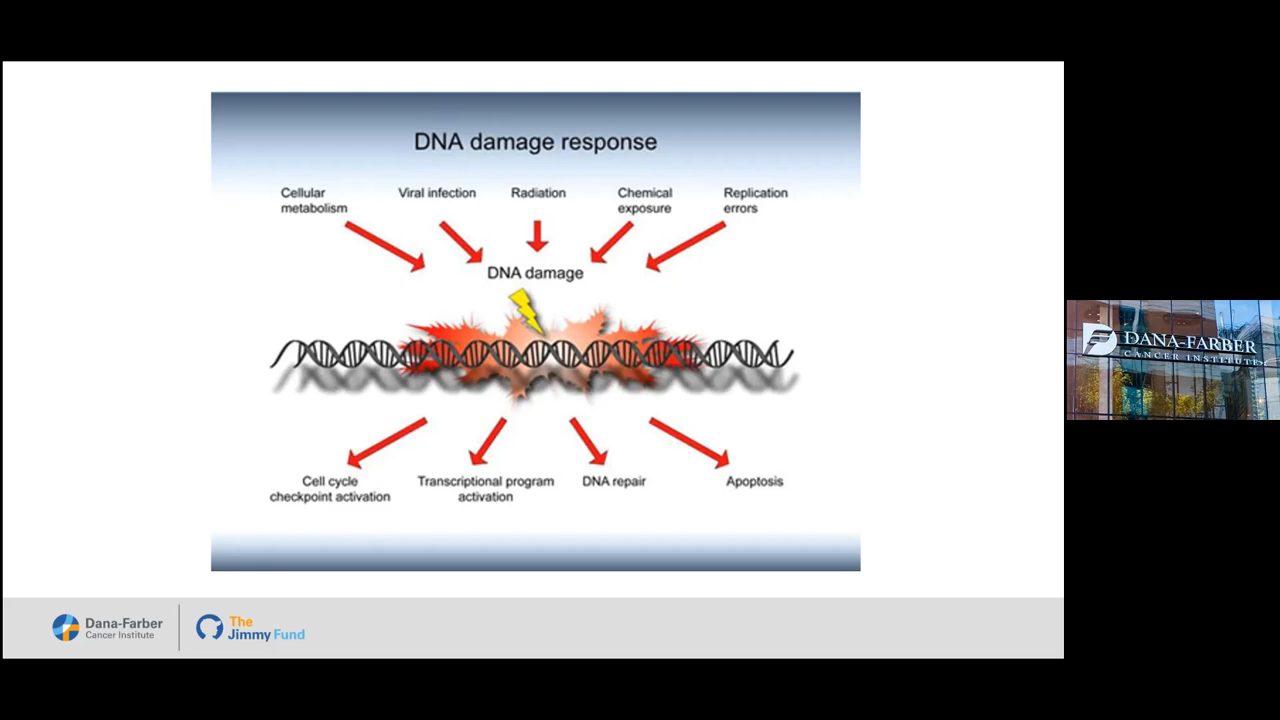 DNA damage response
Cellular
metabolism
Viral infection
Radiation
Chemical
exposure
Replication
errors
DNA damage
Cell cycle
checkpoint activation
Transcriptional program
activation
DNA repair
Apoptosis
Dana-Farber
Cancer Institute
The
Jimmy Fund
DANA-FARBER
CANCER INSTITUTE